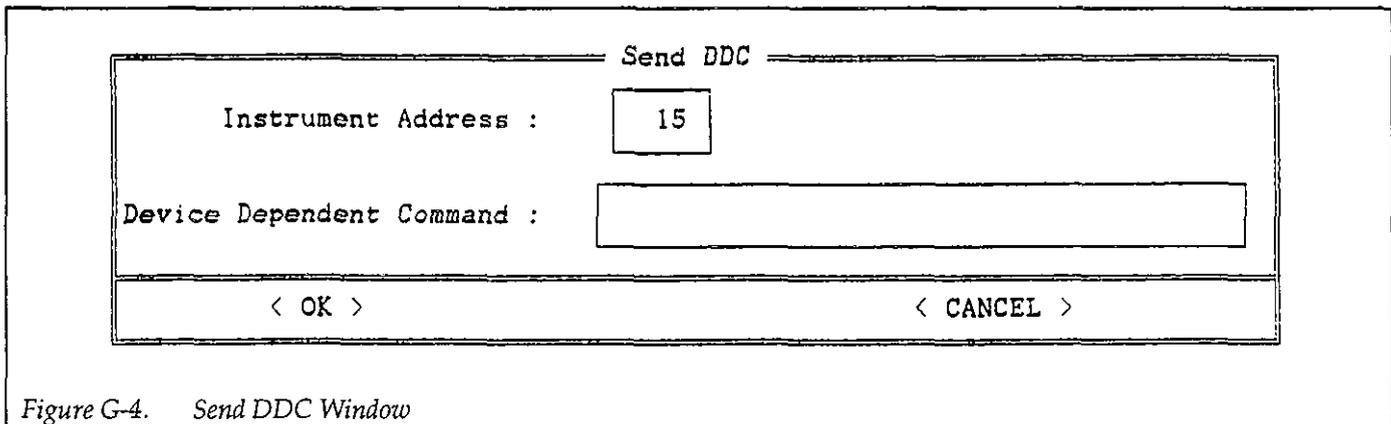 Send DDC
Instrument Address : 15
Device Dependent Command :
< OK > < CANCEL >
Figure G-4. Send DDC Window